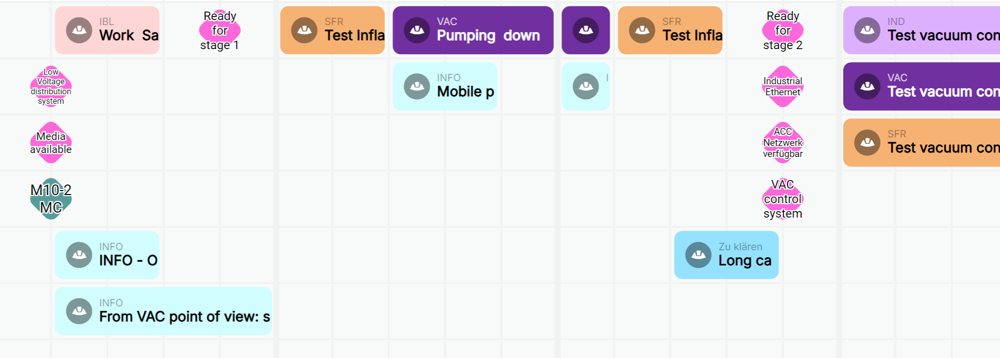 IBL
Work Sa
Ready
for
stage 1
SFR
Test Infla
VAC
Pumping down
SFR
Test Infla
Ready
for
stage 2
IND
Test vacuum con
Low
Voltage
distribution
system
INFO
Mobile p
I
Industrial
Ethernet
VAC
Test vacuum con
Media
available
ACC
Netzwerk
verfügbar
SFR
Test vacuum con
M10-2
MC
VAC
control
system
INFO
INFO - O
Zu klären
Long ca
INFO
From VAC point of view: s